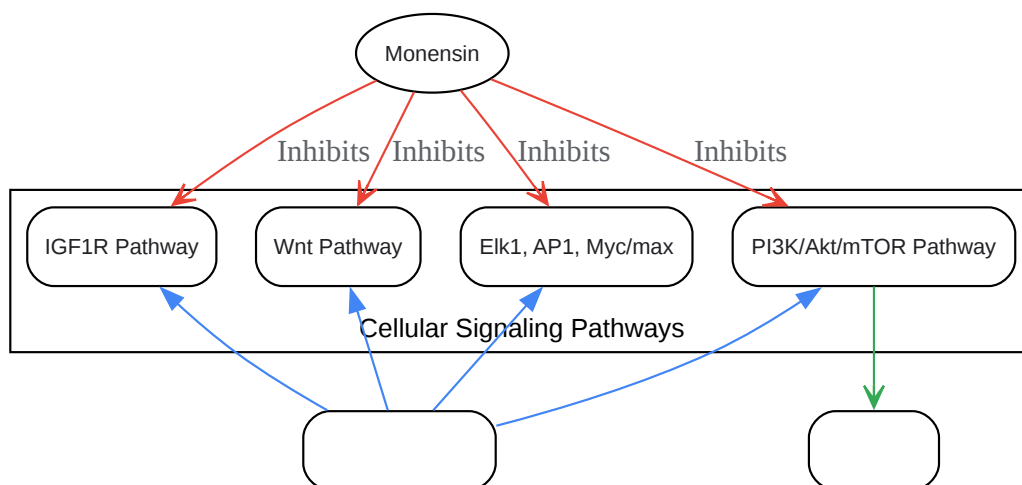 Monensin
Inhibits Inhibits Inhibits Inhibits
IGF1R Pathway
Wnt Pathway
Elk1, AP1, Myc/max
PI3K/Akt/mTOR Pathway
Cellular Signaling Pathways